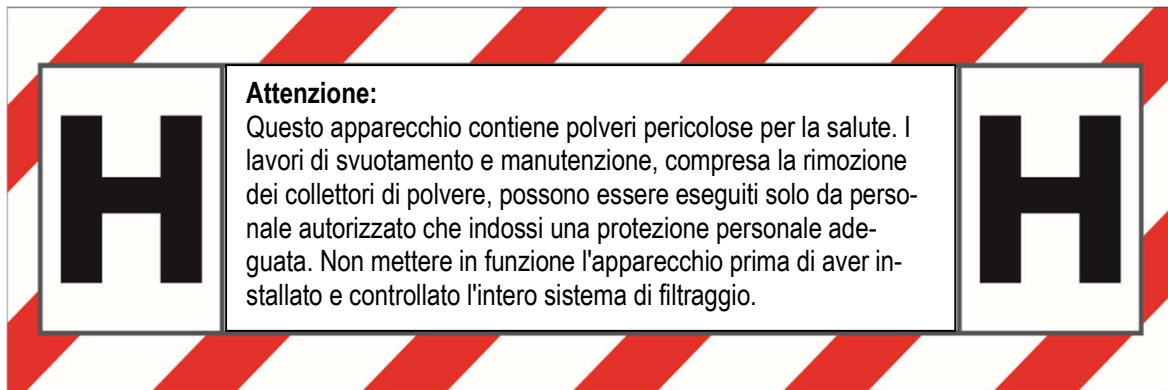 H
Attenzione:
Questo apparecchio contiene polveri pericolose per la salute. I
lavori di svuotamento e manutenzione, compresa la rimozione
dei collettori di polvere, possono essere eseguiti solo da perso-
nale autorizzato che indossi una protezione personale ade-
guata. Non mettere in funzione l'apparecchio prima di aver in-
stallato e controllato l'intero sistema di filtraggio.
H